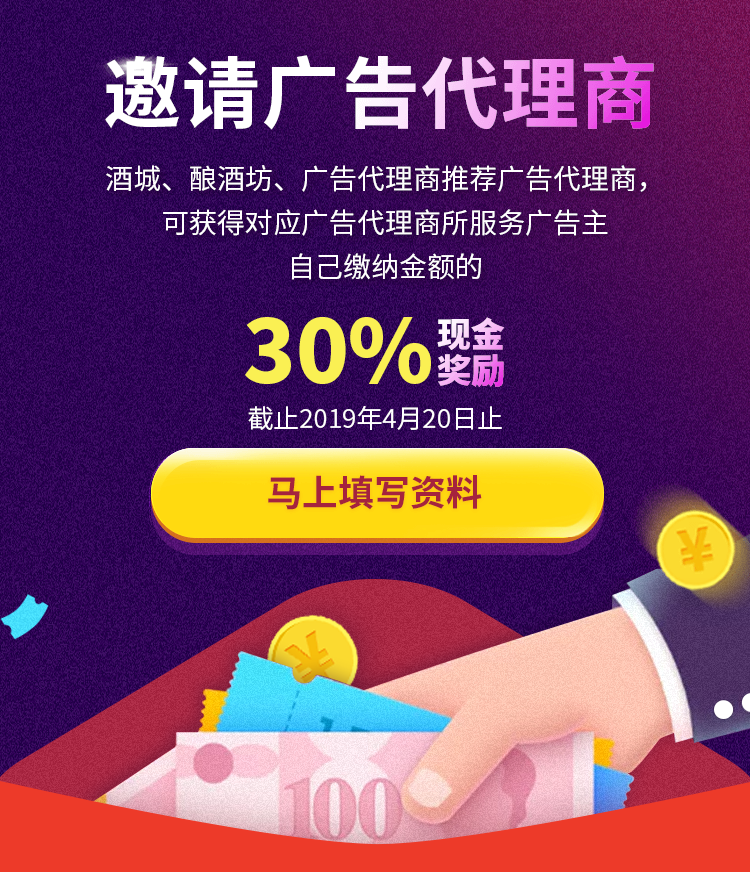 邀请广告代理商
酒城、酿酒坊、广告代理商推荐广告代理商，
可获得对应广告代理商所服务广告主
自己缴纳金额的
30%现金
奖励
截止2019年4月20日止
马上填写资料
¥
¥
100